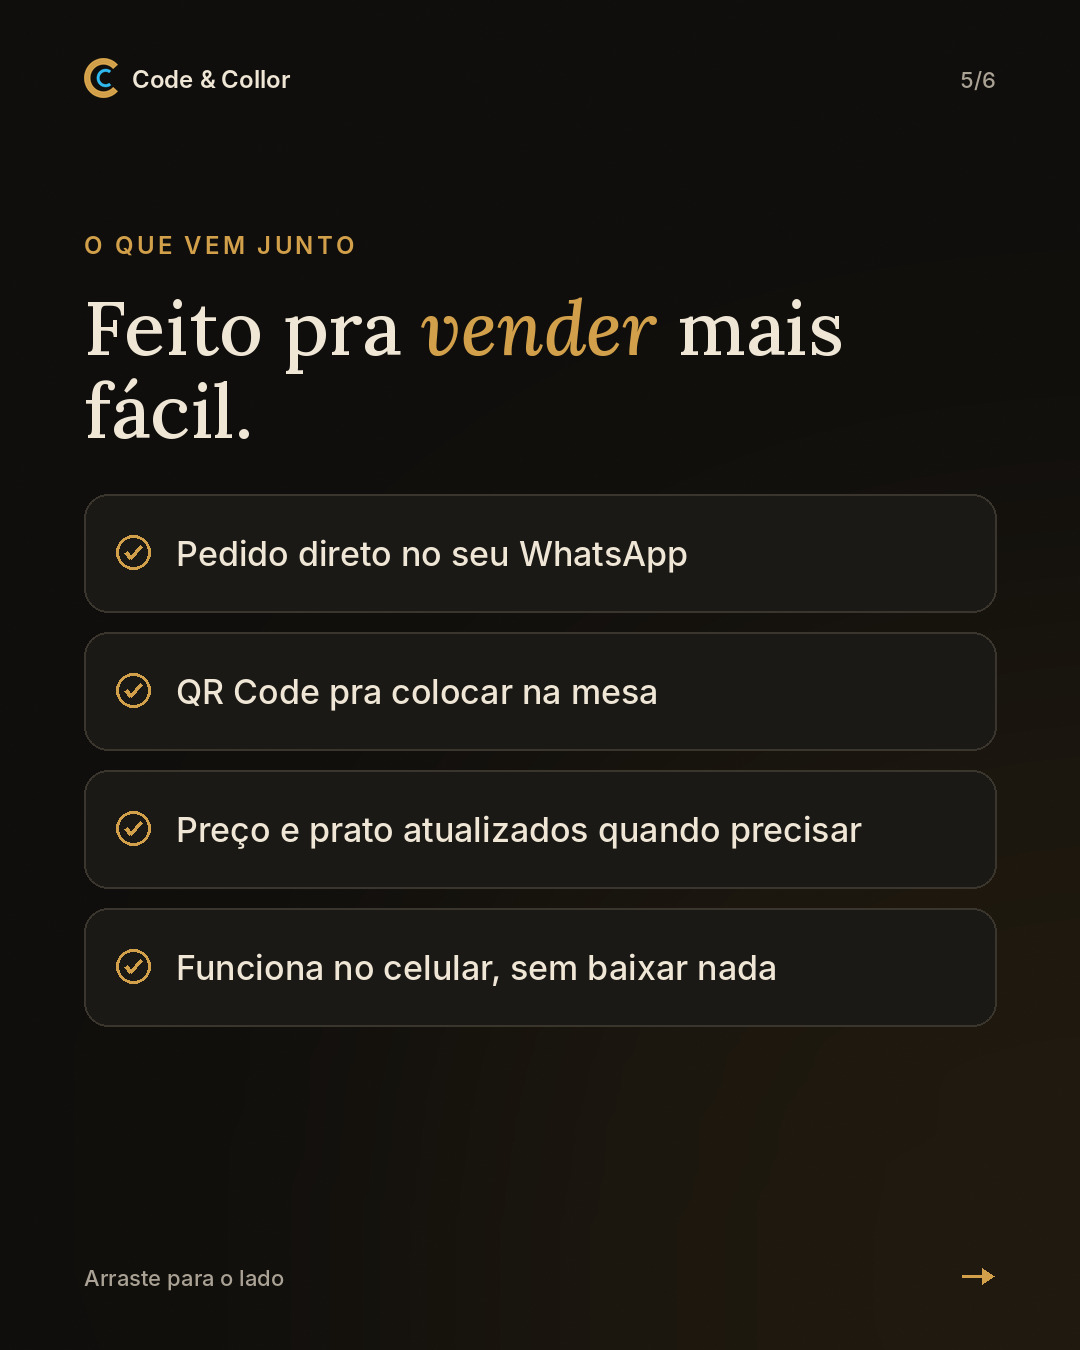 Code & Collor
5/6
O QUE VEM JUNTO
Feito pra vender mais
fácil.
Pedido direto no seu WhatsApp
QR Code pra colocar na mesa
Preço e prato atualizados quando precisar
Funciona no celular, sem baixar nada
Arraste para o lado